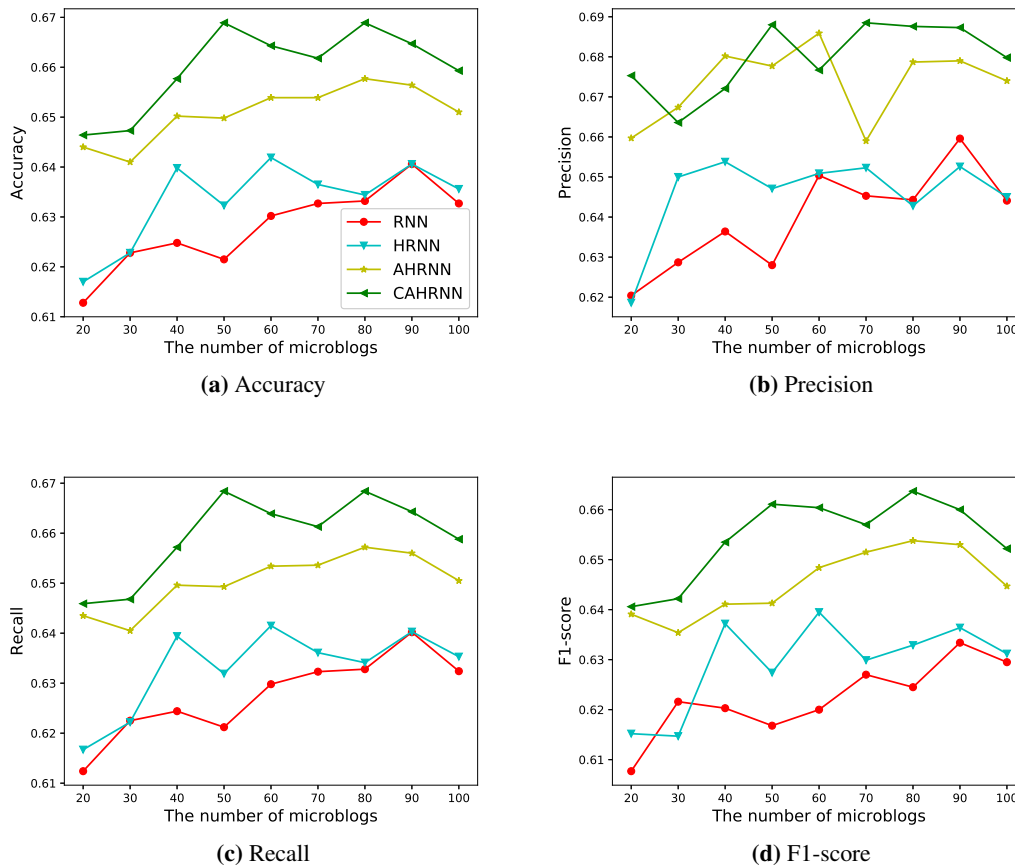 0.67
0.66
0.65
0.64
0.63
0.62
0.61
Accuracy
20 30 40 50 60 70 80 90 100
The number of microblogs
RNN
HRNN
AHRNN
CAHRNN
(a) Accuracy
0.69
0.68
0.67
0.66
0.65
0.64
0.63
0.62
Precision
20 30 40 50 60 70 80 90 100
The number of microblogs
(b) Precision
0.67
0.66
0.65
0.64
0.63
0.62
0.61
Recall
20 30 40 50 60 70 80 90 100
The number of microblogs
(c) Recall
0.66
0.65
0.64
0.63
0.62
0.61
F1-score
20 30 40 50 60 70 80 90 100
The number of microblogs
(d) F1-score